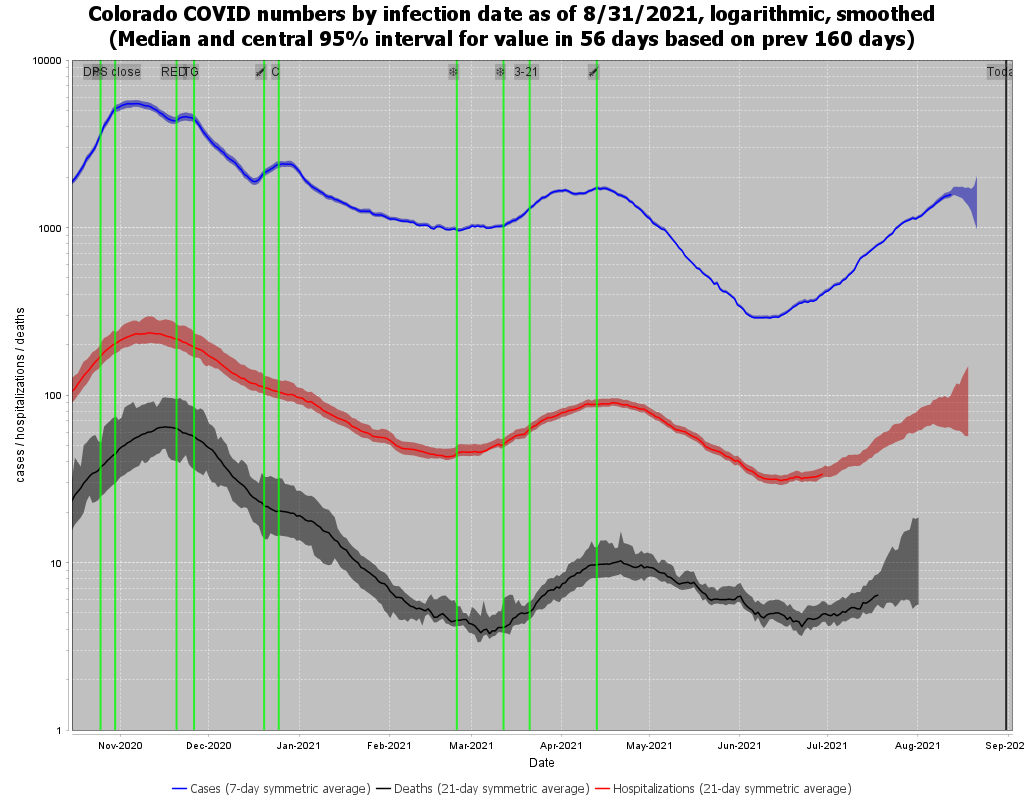 Colorado COVID numbers by infection date as of 8/31/2021, logarithmic, smoothed
(Median and central 95% interval for value in 56 days based on prev 160 days)
10000
1000
100
10
1
cases / hospitalizations / deaths
close
TG
C
3-21
Toda
Nov-2020
Dec-2020
Jan-2021
Feb-2021
Mar-2021
Apr-2021
May-2021
Jun-2021
Jul-2021
Aug-2021
Sep-202
Date
Cases (7-day symmetric average)
Deaths (21-day symmetric average)
Hospitalizations (21-day symmetric average)